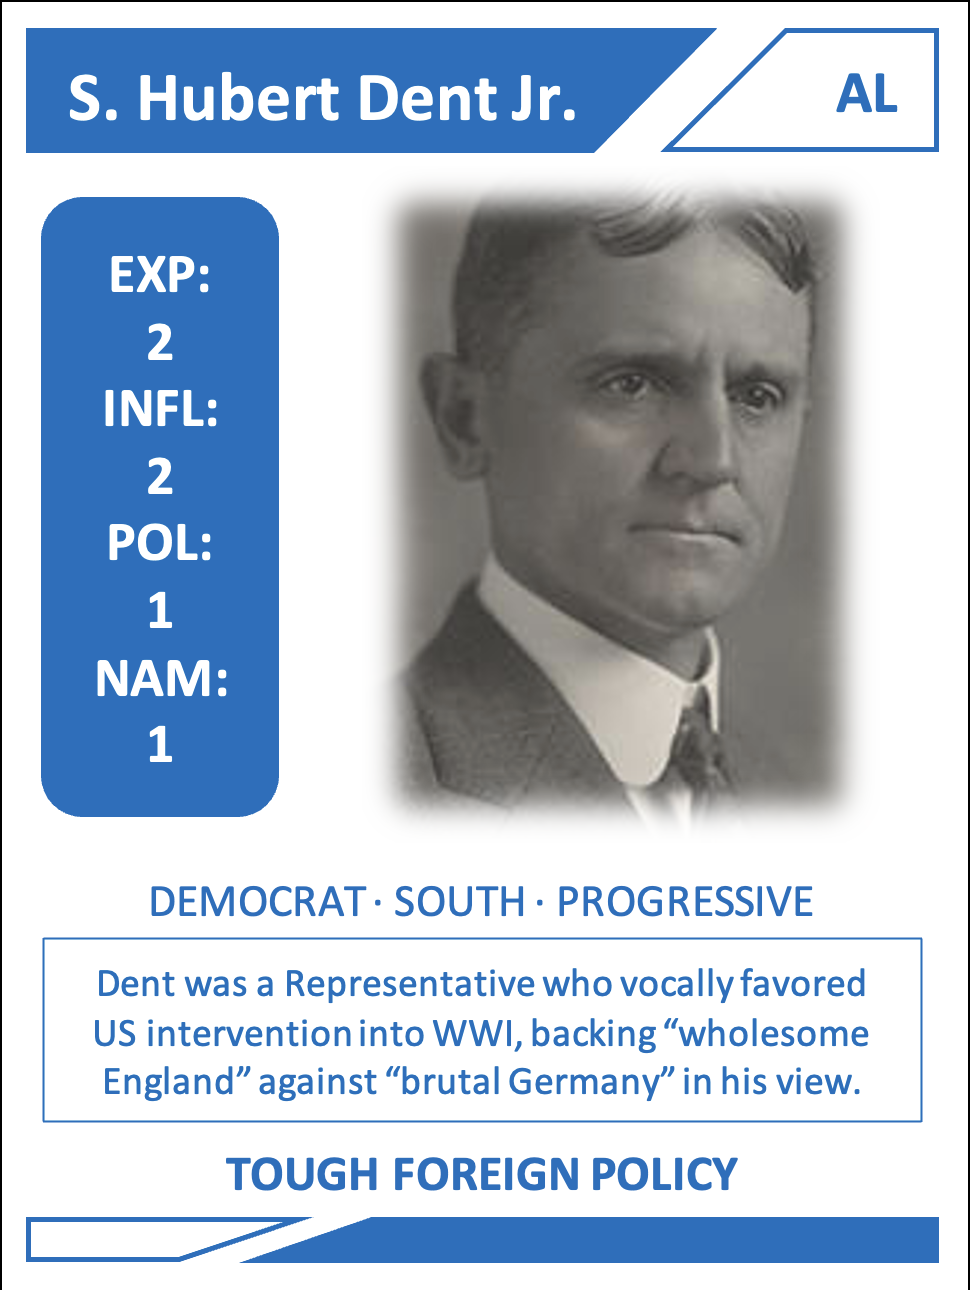 S. Hubert Dent Jr.
AL
EXP:
2
INFL:
2
POL:
1
NAM:
1
DEMOCRAT · SOUTH · PROGRESSIVE
Dent was a Representative who vocally favored
US intervention into WWI, backing “wholesome
England” against “brutal Germany” in his view.
TOUGH FOREIGN POLICY